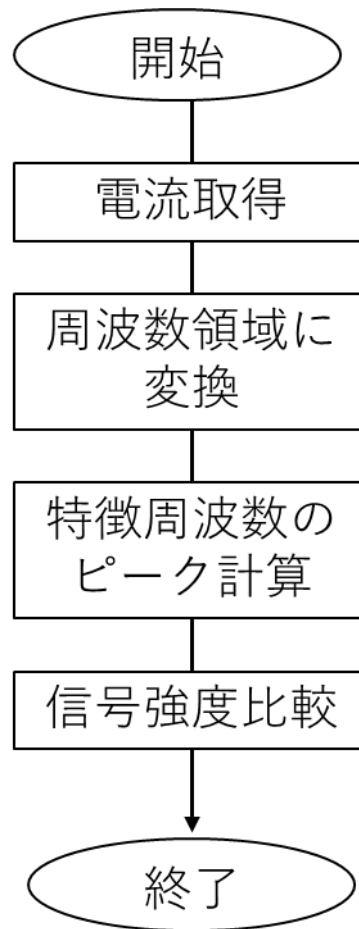 開始
電流取得
周波数領域に
変換
特徴周波数の
ピーク計算
信号強度比較
終了